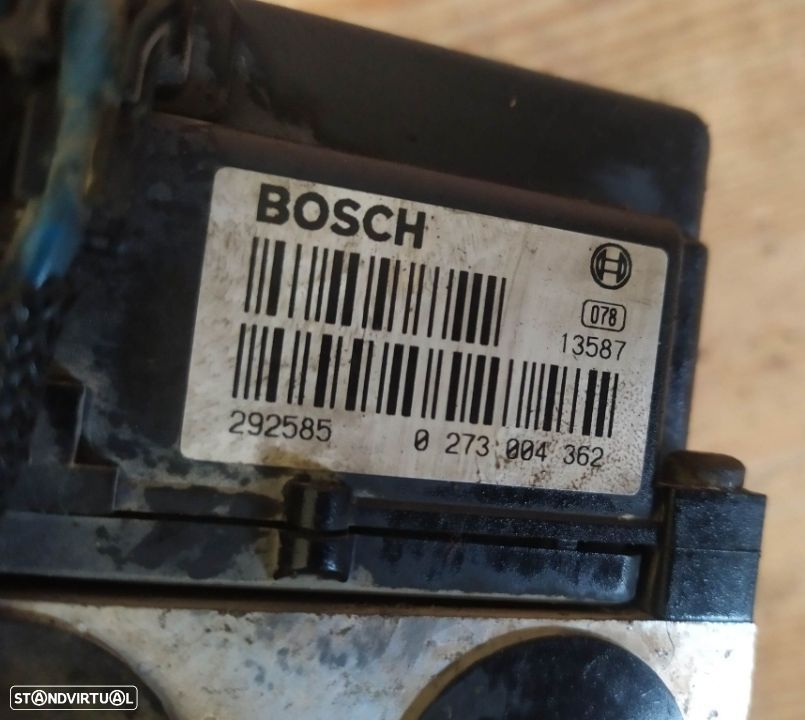 BOSCH
078
13587
292585 0 273 004 362
STANDVIRTUAL